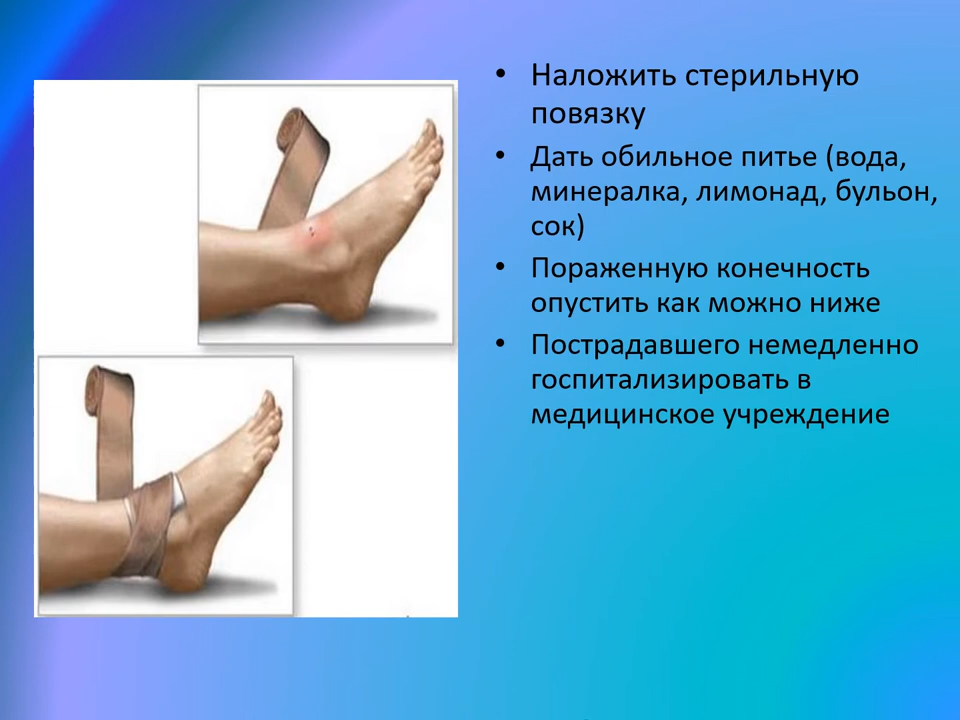 • Наложить стерильную
повязку
• Дать обильное питье (вода,
минералка, лимонад, бульон,
сок)
• Пораженную конечность
опустить как можно ниже
• Пострадавшего немедленно
госпитализировать в
медицинское учреждение